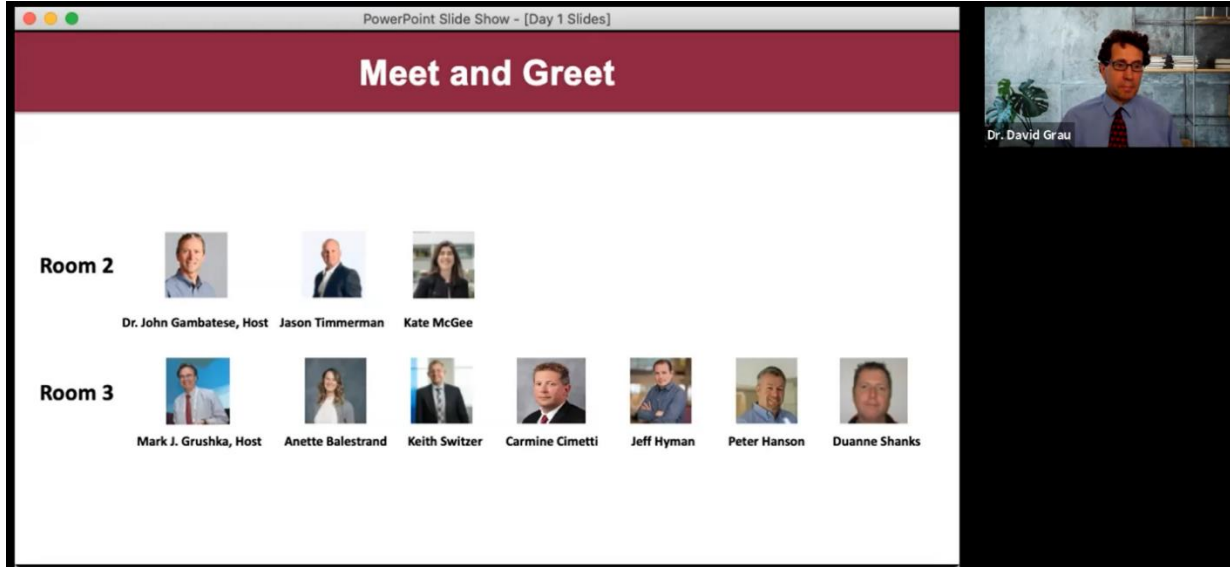 PowerPoint Slide Show - [Day 1 Slides]
Meet and Greet
Dr. David Grau
Room 2
Dr. John Gambatese, Host Jason Timmerman Kate McGee
Room 3
Mark J. Grushka, Host Anette Balestrand Keith Switzer Carmine Cimetti Jeff Hyman Peter Hanson Duanne Shanks